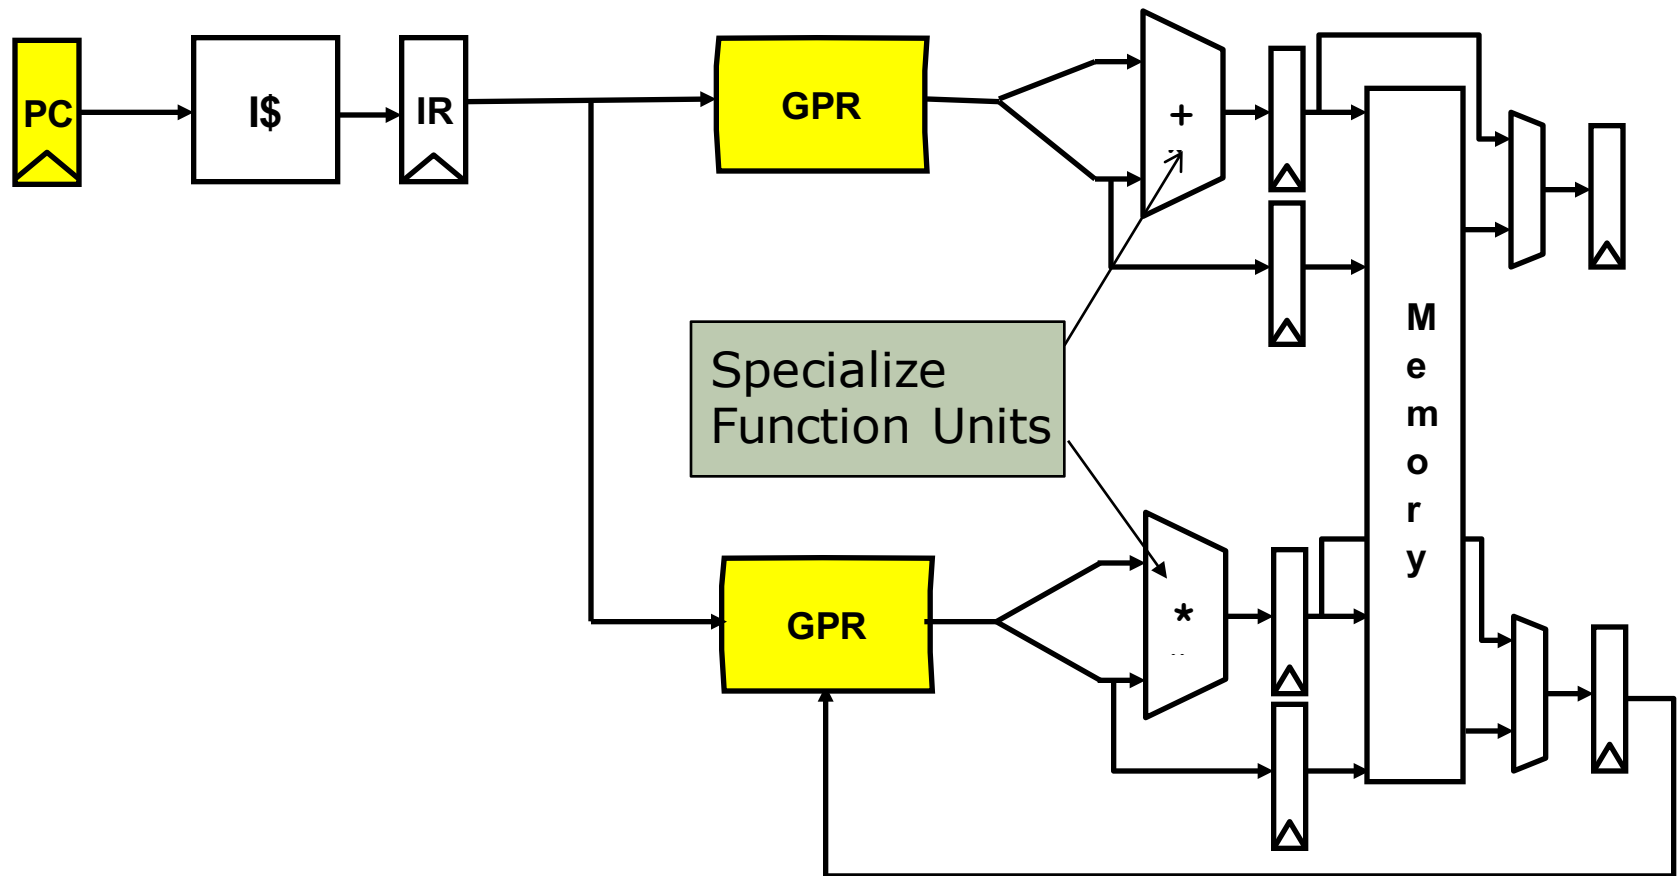 PC
I$
IR
GPR
+
M
e
m
o
r
y
Specialize
Function Units
GPR
*